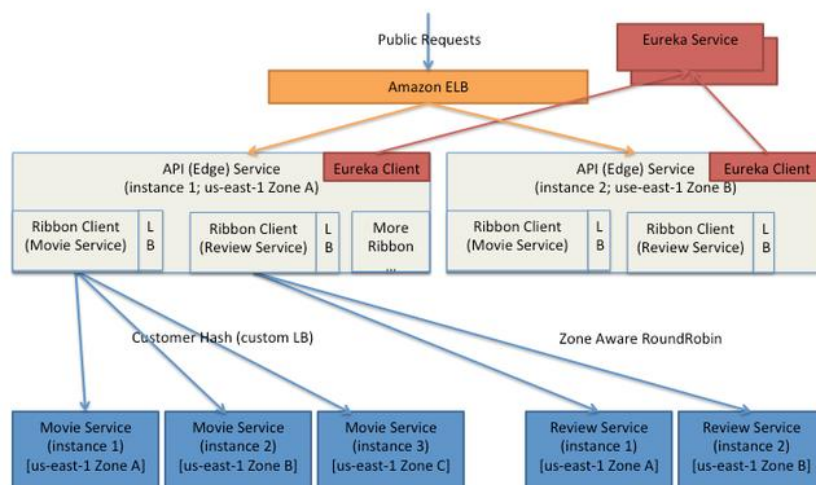 Public Requests
Eureka Service
Amazon ELB
API (Edge) Service
(instance 1; us-east-1 Zone A)
Eureka Client
API (Edge) Service
(instance 2; use-east-1 Zone B)
Eureka Client
Ribbon Client
(Movie Service)
L
B
Ribbon Client
(Review Service)
L
B
More
Ribbon
...
Ribbon Client
(Movie Service)
L
B
Ribbon Client
(Review Service)
L
B
Customer Hash (custom LB)
Zone Aware RoundRobin
Movie Service
(instance 1)
[us-east-1 Zone A]
Movie Service
(instance 2)
[us-east-1 Zone B]
Movie Service
(instance 3)
[us-east-1 Zone C]
Review Service
(instance 1)
[us-east-1 Zone A]
Review Service
(instance 2)
[us-east-1 Zone B]